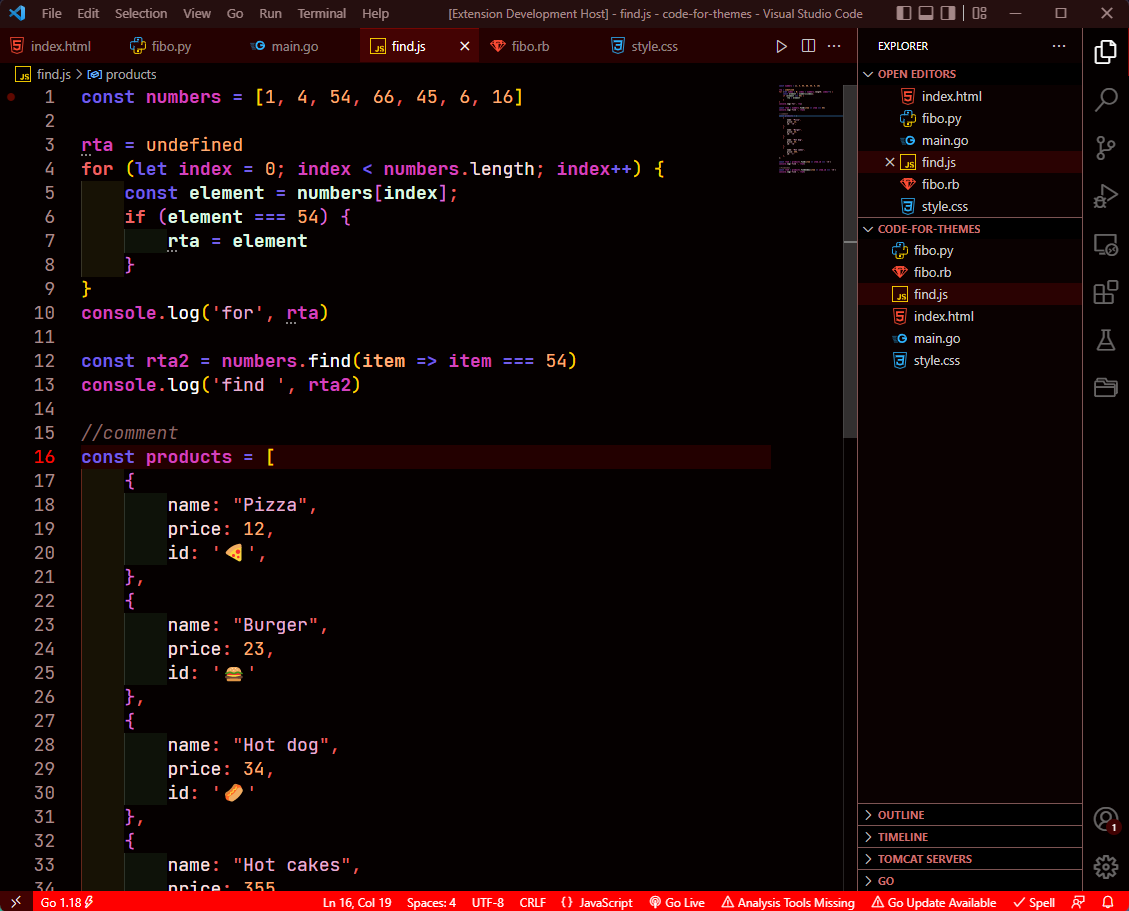 File Edit Selection View Go Run Terminal Help [Extension Development Host] - find.js - code-for-themes - Visual Studio Code
index.html fibo.py main.go find.js fibo.rb style.css
find.js > products
1 const numbers = [1, 4, 54, 66, 45, 6, 16]
2
3 rta = undefined
4 for (let index = 0; index < numbers.length; index++) {
5 const element = numbers[index];
6 if (element === 54) {
7 rta = element
8 }
9 }
10 console.log('for', rta)
11
12 const rta2 = numbers.find(item => item === 54)
13 console.log('find ', rta2)
14
15 //comment
16 const products = [
17 {
18 name: "Pizza",
19 price: 12,
20 id: '🍕',
21 },
22 {
23 name: "Burger",
24 price: 23,
25 id: '🍔'
26 },
27 {
28 name: "Hot dog",
29 price: 34,
30 id: '🌭'
31 },
32 {
33 name: "Hot cakes",
34 price: 355
EXPLORER
OPEN EDITORS
index.html
fibo.py
main.go
find.js
fibo.rb
style.css
CODE-FOR-THEMES
fibo.py
fibo.rb
find.js
index.html
main.go
style.css
OUTLINE
TIMELINE
TOMCAT SERVERS
GO
1
Go 1.18 Ln 16, Col 19 Spaces: 4 UTF-8 CRLF {} JavaScript Go Live Analysis Tools Missing Go Update Available Spell